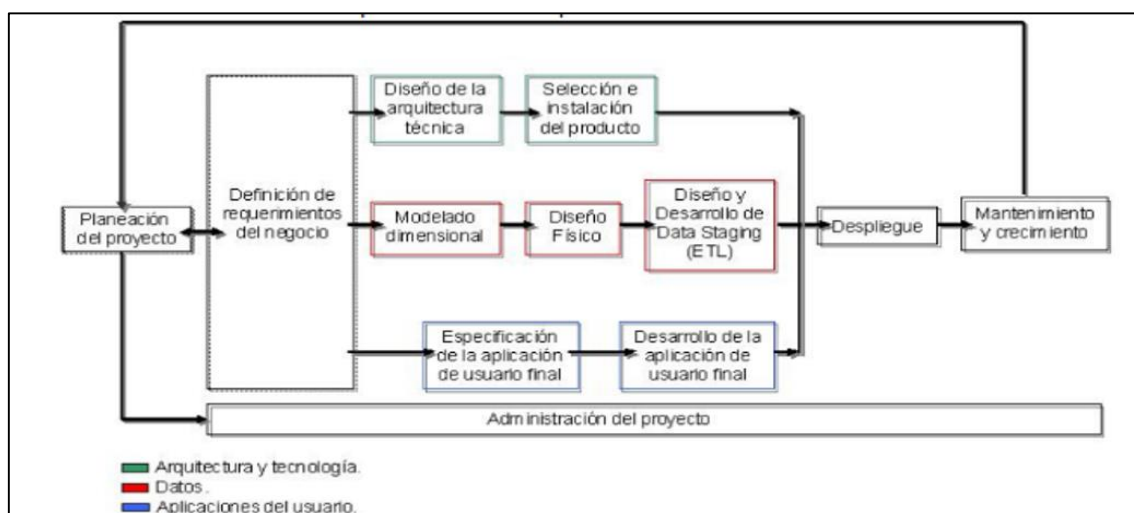 Diseño de la
arquitectura
técnica
Selección e
instalación
del producto
Planeación
del proyecto
Definición de
requerimientos
del negocio
Modelado
dimensional
Diseño
Físico
Diseño y
Desarrollo de
Data Staging
(ETL)
Despliegue
Mantenimiento
y crecimiento
Especificación
de la aplicación
de usuario final
Desarrollo de la
aplicación de
usuario final
Administración del proyecto
Arquitectura y tecnología.
Datos.
Aplicaciones del usuario.